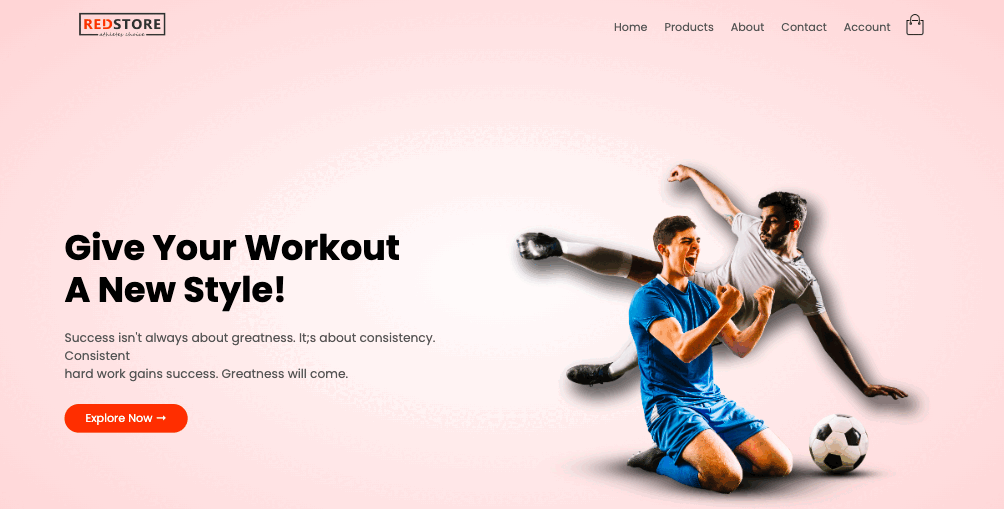 REDSTORE
athletes choice
Home Products About Contact Account
Give Your Workout
A New Style!
Success isn't always about greatness. It;s about consistency.
Consistent
hard work gains success. Greatness will come.
Explore Now →